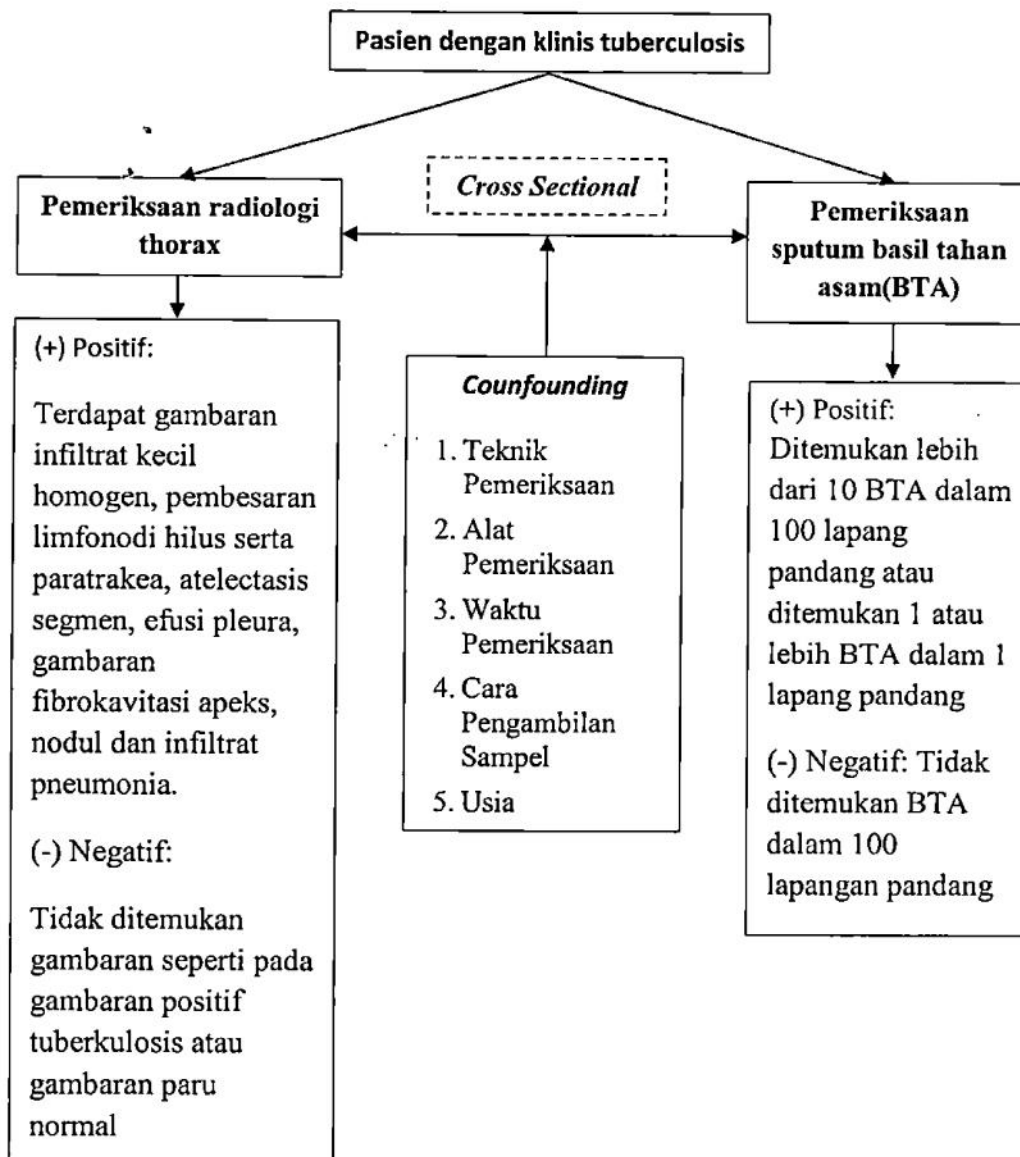 Pasien dengan klinis tuberculosis
Cross Sectional
Pemeriksaan radiologi
thorax
Pemeriksaan
sputum basil tahan
asam(BTA)
(+) Positif:
Terdapat gambaran
infiltrat kecil
homogen, pembesaran
limfonodi hilus serta
paratrakea, atelectasis
segmen, efusi pleura,
gambaran
fibrokavitasi apeks,
nodul dan infiltrat
pneumonia.
(-) Negatif:
Tidak ditemukan
gambaran seperti pada
gambaran positif
tuberkulosis atau
gambaran paru
normal
Counfounding
1. Teknik
Pemeriksaan
2. Alat
Pemeriksaan
3. Waktu
Pemeriksaan
4. Cara
Pengambilan
Sampel
5. Usia
(+) Positif:
Ditemukan lebih
dari 10 BTA dalam
100 lapang
pandang atau
ditemukan 1 atau
lebih BTA dalam 1
lapang pandang
(-) Negatif: Tidak
ditemukan BTA
dalam 100
lapangan pandang